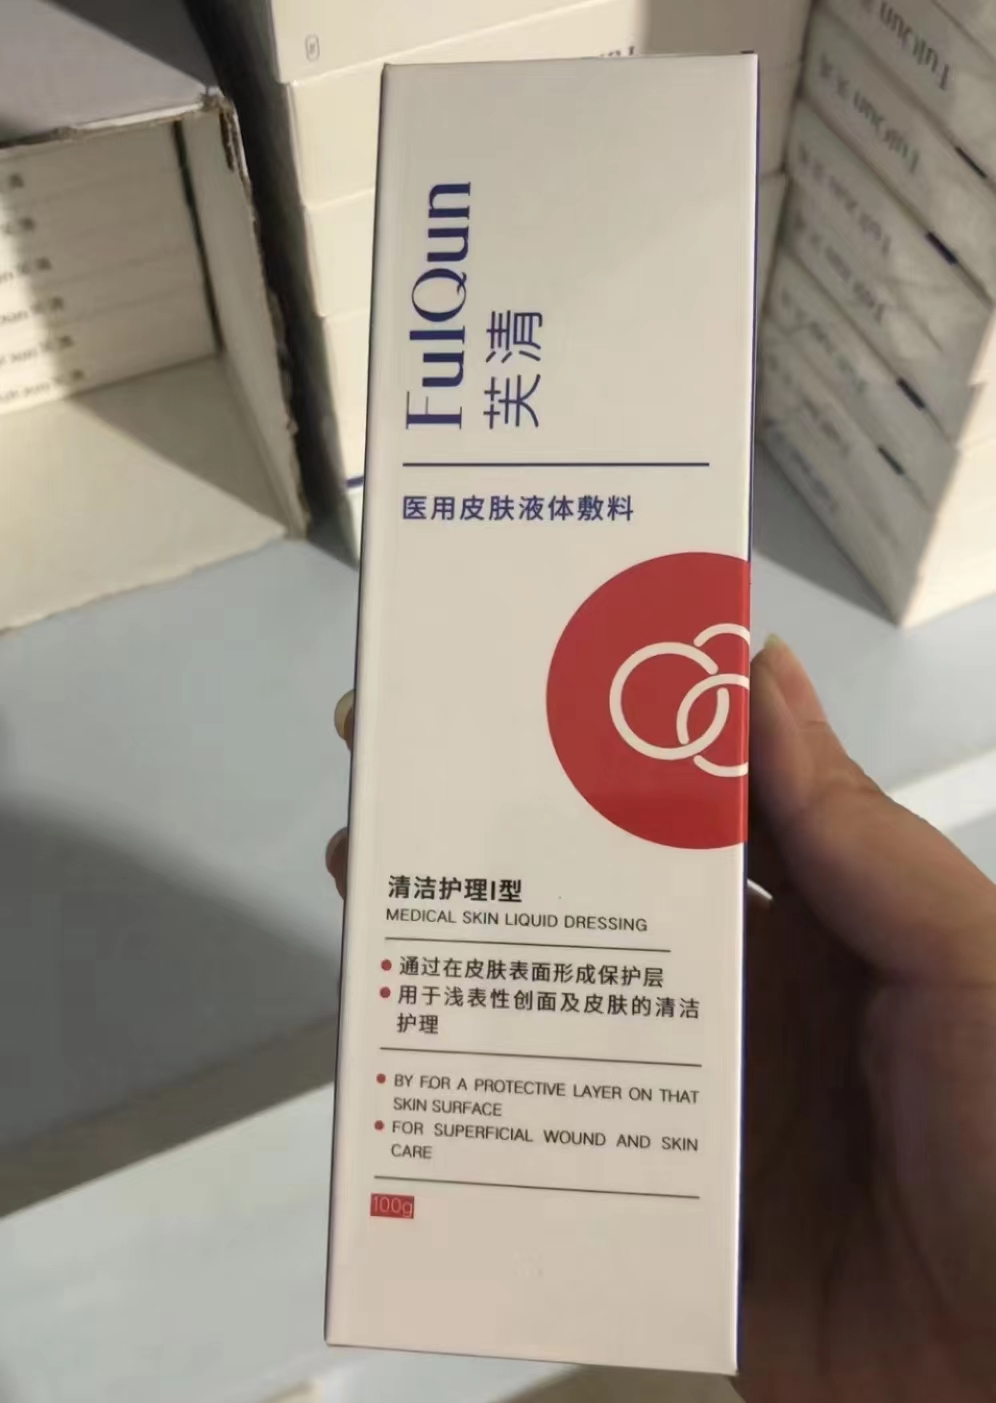 FulQun
芙清
医用皮肤液体敷料
清洁护理I型
MEDICAL SKIN LIQUID DRESSING
通过在皮肤表面形成保护层
用于浅表性创面及皮肤的清洁
护理
BY FOR A PROTECTIVE LAYER ON THAT
SKIN SURFACE
FOR SUPERFICIAL WOUND AND SKIN
CARE
100g